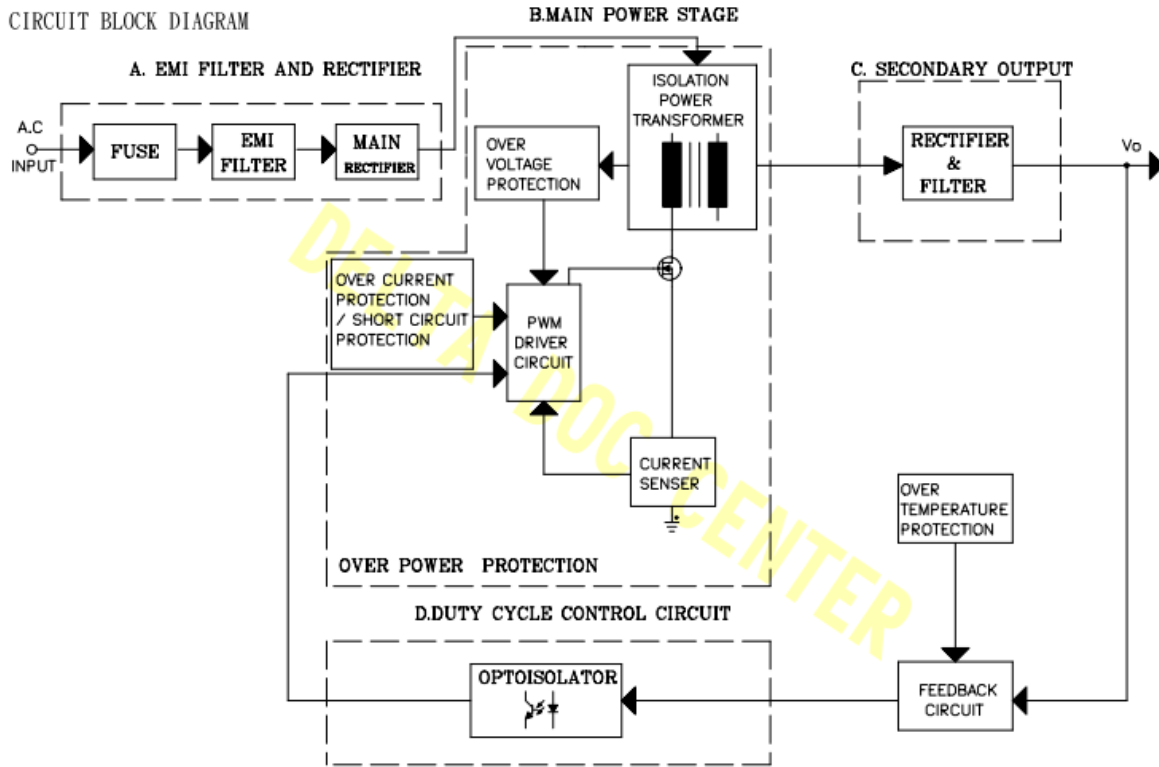 CIRCUIT BLOCK DIAGRAM
B.MAIN POWER STAGE
A. EMI FILTER AND RECTIFIER
C. SECONDARY OUTPUT
A.C
INPUT
FUSE
EMI
FILTER
MAIN
RECTIFIER
ISOLATION
POWER
TRANSFORMER
OVER
VOLTAGE
PROTECTION
RECTIFIER
&
FILTER
Vo
OVER CURRENT
PROTECTION
/ SHORT CIRCUIT
PROTECTION
PWM
DRIVER
CIRCUIT
CURRENT
SENSER
OVER
TEMPERATURE
PROTECTION
OVER POWER PROTECTION
D.DUTY CYCLE CONTROL CIRCUIT
OPTOISOLATOR
FEEDBACK
CIRCUIT
DELTA DOC CENTER